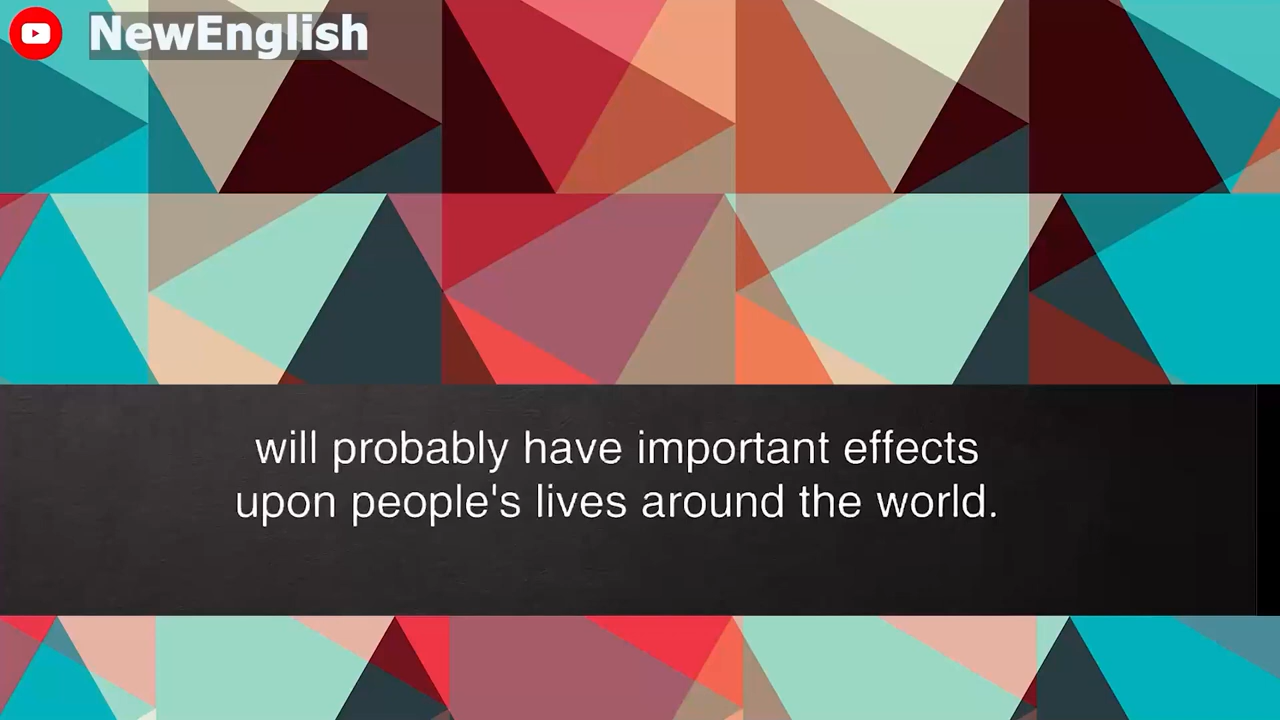 NewEnglish
will probably have important effects
upon people's lives around the world.